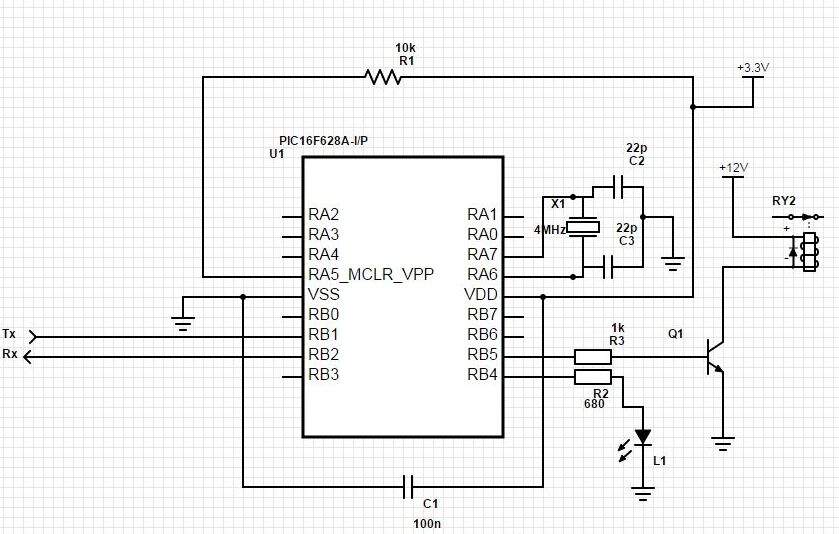 10k
R1
+3.3V
PIC16F628A-I/P
U1
22p
C2
+12V
RY2
X1
4MHz
22p
C3
+
-
RA2
RA3
RA4
RA5_MCLR_VPP
VSS
RB0
RB1
RB2
RB3
RA1
RA0
RA7
RA6
VDD
RB7
RB6
RB5
RB4
Tx
Rx
1k
R3
Q1
R2
680
L1
C1
100n